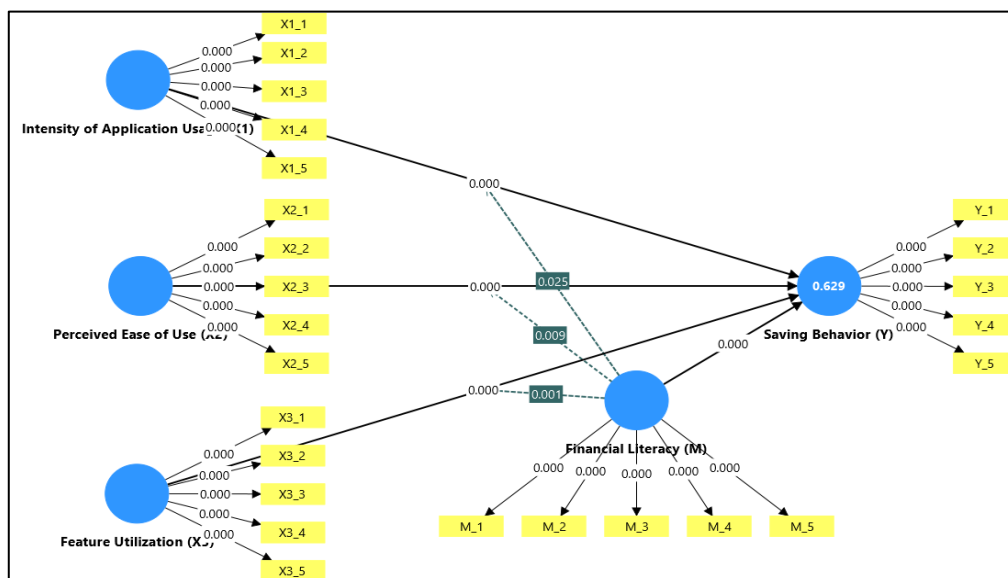 X1_1
0.000
X1_2
0.000
0.000
X1_3
0.000
X1_4
0.000
X1_5
Intensity of Application Usa 1)
0.000
0.025
X2_1
0.000
X2_2
0.000
0.000
X2_3
0.000
X2_4
0.000
X2_5
Perceived Ease of Use (X2)
0.000
0.009
X3_1
0.000
X3_2
0.000
0.000
X3_3
0.000
X3_4
0.000
X3_5
Feature Utilization (X3)
0.000
0.001
0.000
Financial Literacy (M)
0.000
0.000
0.000
0.000
0.000
M_1
M_2
M_3
M_4
M_5
0.629
Saving Behavior (Y)
0.000
Y_1
0.000
Y_2
0.000
Y_3
0.000
Y_4
0.000
Y_5